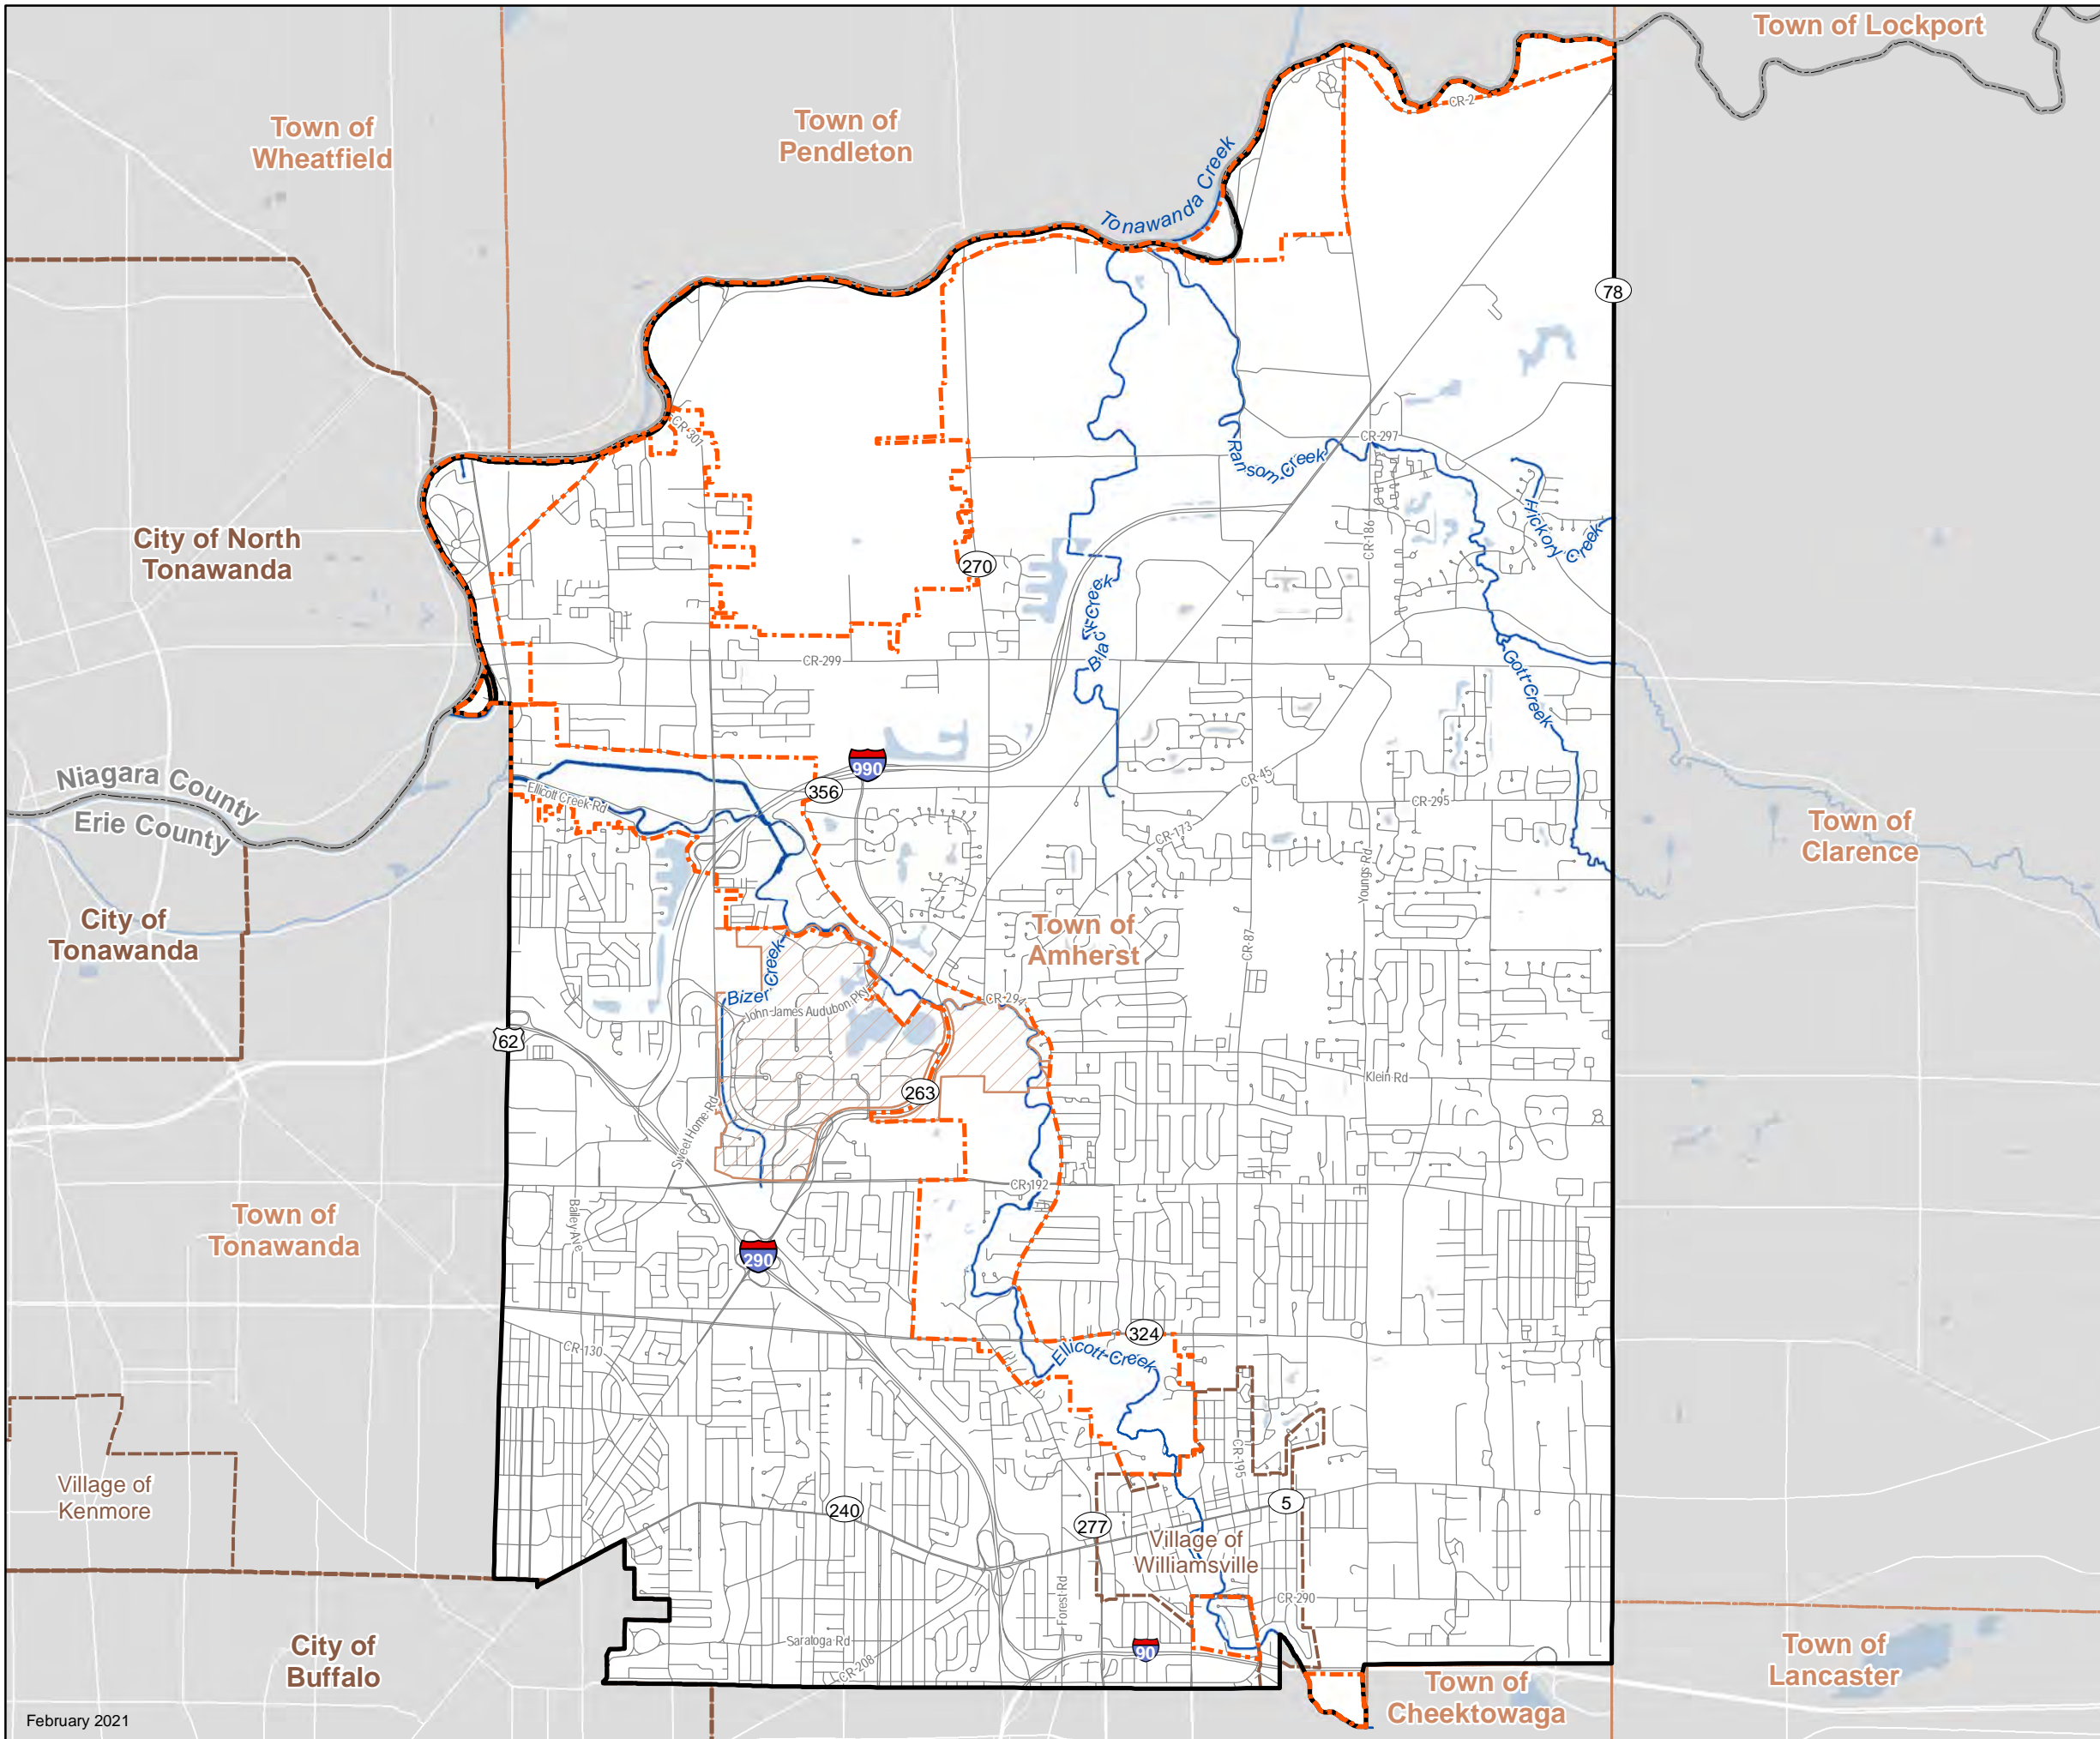 Town of Lockport
Town of
Wheatfield
Town of
Pendleton
CR-2
Tonawanda Creek
78
CR-301
CR-297
Ransom Creek
Hickory Creek
City of North
Tonawanda
270
CR-186
Black Creek
Gott Creek
CR-299
990
356
Niagara County
Erie County
Ellicott Creek Rd
CR-45
CR-295
CR-173
Town of
Clarence
Youngs Rd
City of
Tonawanda
Town of
Amherst
CR-87
Bizer Creek
John James Audubon Pky
CR-294
62
263
Klein Rd
Sweet Home Rd
CR-192
Bailey Ave
Town of
Tonawanda
290
324
CR-130
Ellicott Creek
CR-195
Village of
Kenmore
240
5
277
Village of
Williamsville
Forest Rd
CR-290
Saratoga Rd
90
CR-208
City of
Buffalo
Town of
Lancaster
Town of
Cheektowaga
February 2021